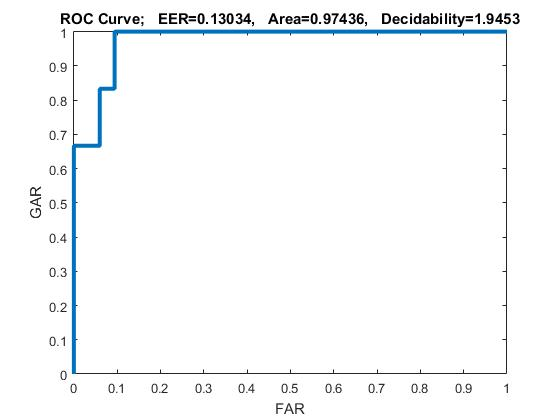 ROC Curve;   EER=0.13034,   Area=0.97436,   Decidability=1.9453
1
0.9
0.8
0.7
0.6
0.5
0.4
0.3
0.2
0.1
0
GAR
0 0.1 0.2 0.3 0.4 0.5 0.6 0.7 0.8 0.9 1
FAR